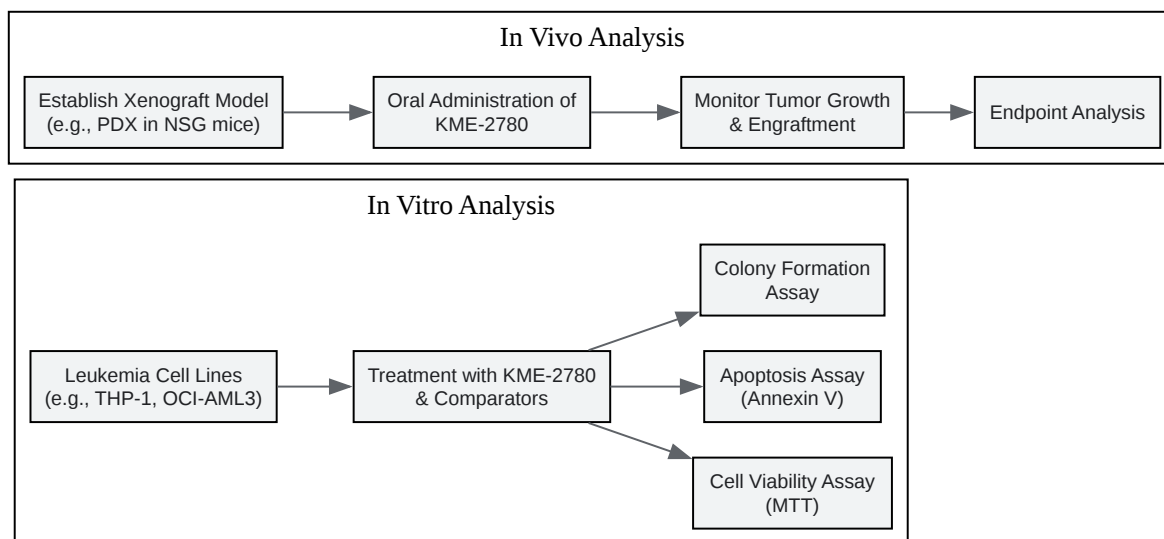 In Vivo Analysis
Establish Xenograft Model
(e.g., PDX in NSG mice)
Oral Administration of
KME-2780
Monitor Tumor Growth
& Engraftment
Endpoint Analysis
In Vitro Analysis
Leukemia Cell Lines
(e.g., THP-1, OCI-AML3)
Treatment with KME-2780
& Comparators
Colony Formation
Assay
Apoptosis Assay
(Annexin V)
Cell Viability Assay
(MTT)